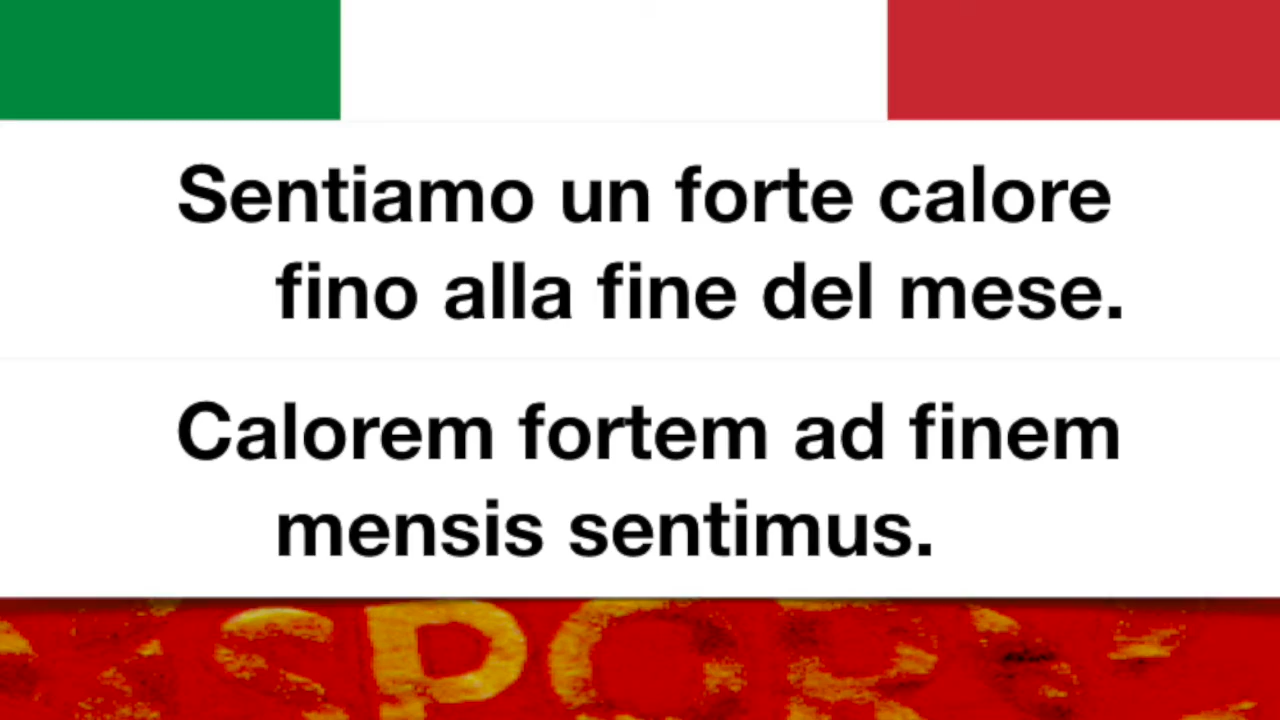 Sentiamo un forte calore
fino alla fine del mese.
Calorem fortem ad finem
mensis sentimus.